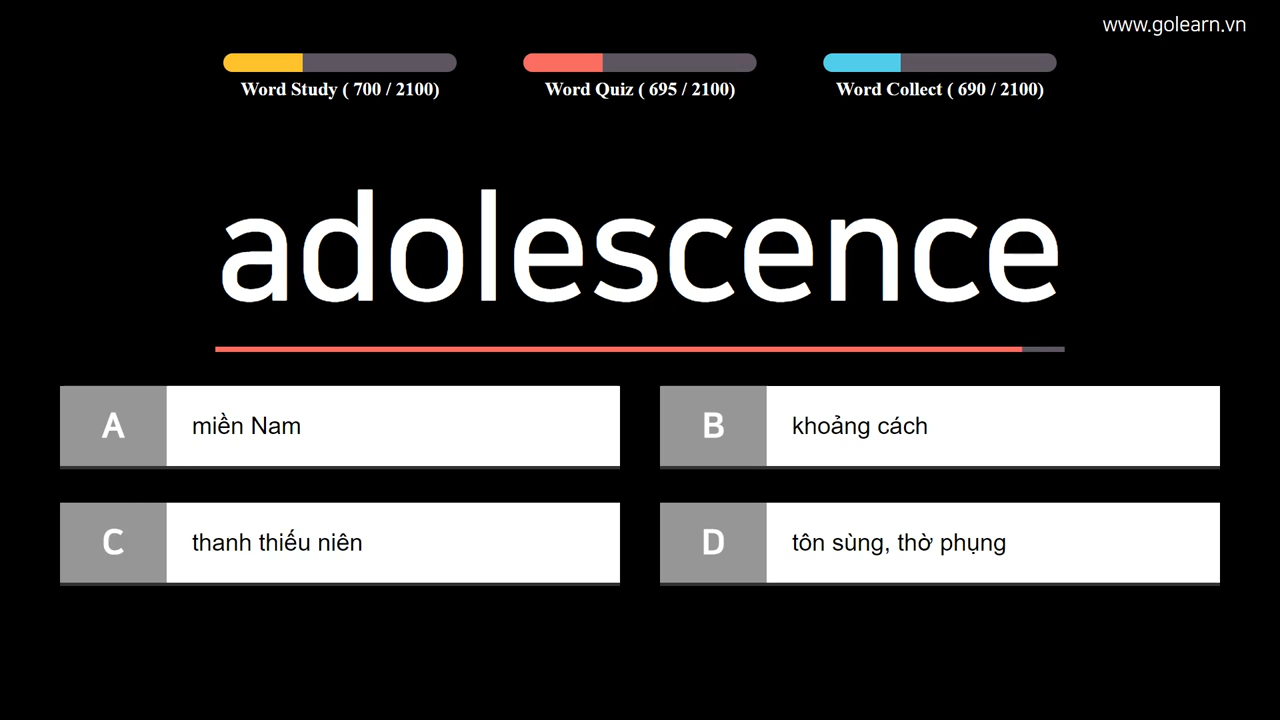 www.golearn.vn
Word Study ( 700 / 2100)
Word Quiz ( 695 / 2100)
Word Collect ( 690 / 2100)
adolescence
A miền Nam
B khoảng cách
C thanh thiếu niên
D tôn sùng, thờ phụng